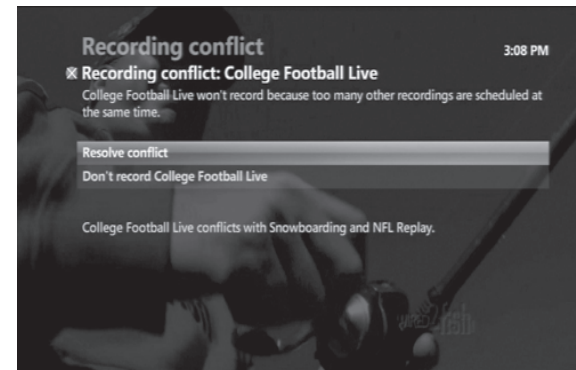 Recording conflict
3:08 PM
Recording conflict: College Football Live
College Football Live won't record because too many other recordings are scheduled at
the same time.
Resolve conflict
Don't record College Football Live
College Football Live conflicts with Snowboarding and NFL Replay.
WIRED2fish